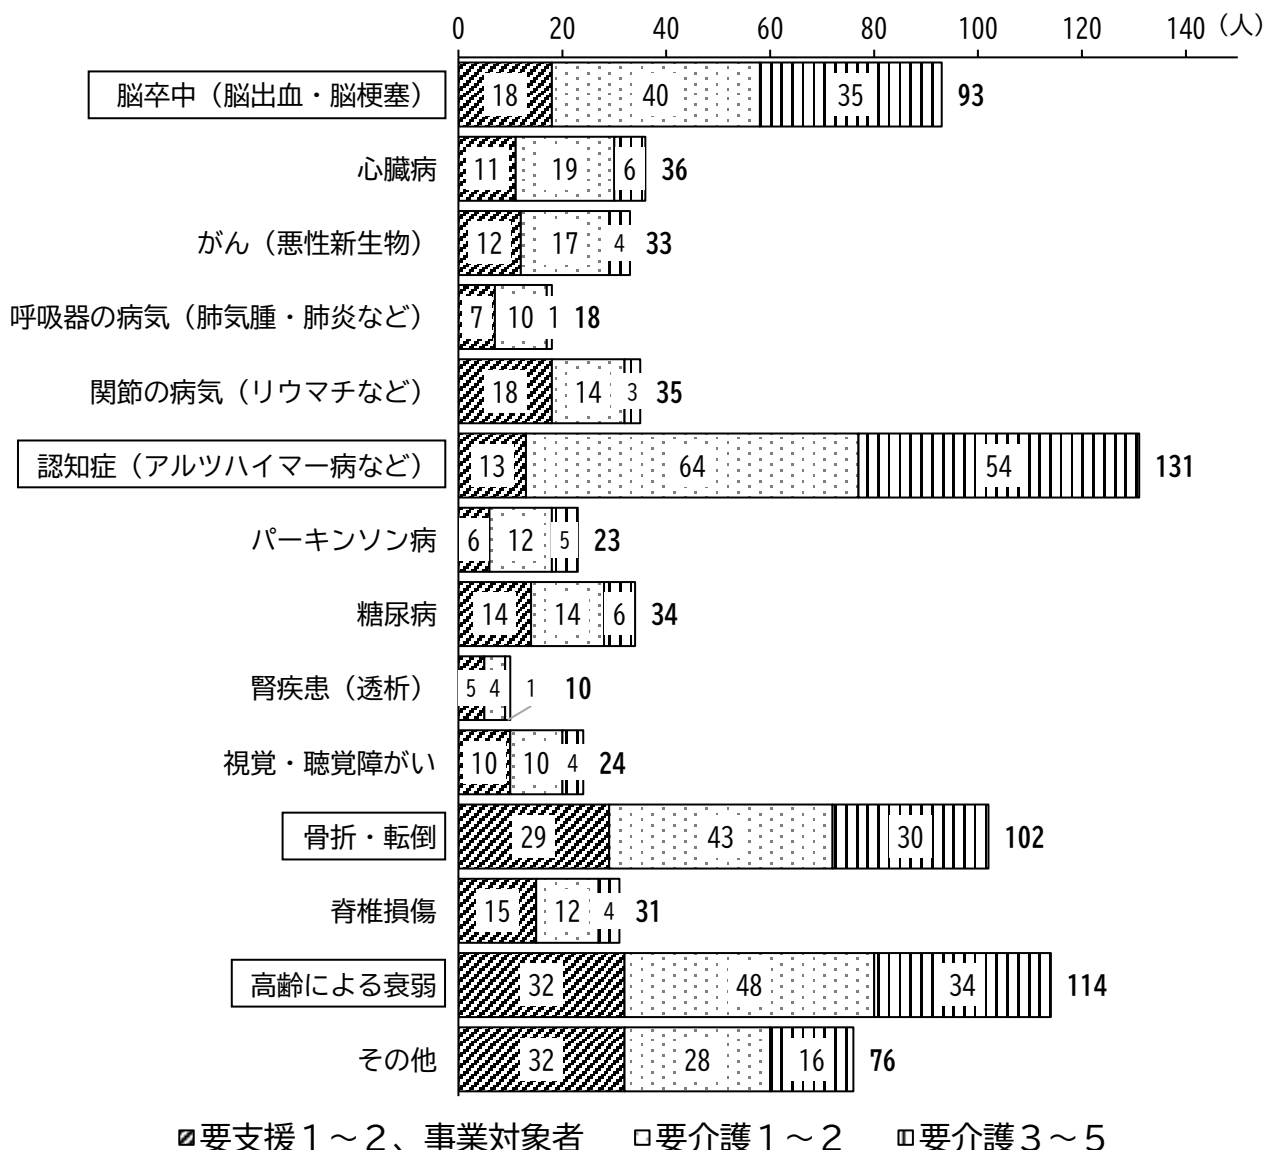 0 20 40 60 80 100 120 140 (人)
脳卒中（脳出血・脳梗塞） 18 40 35 93
心臓病 11 19 6 36
がん（悪性新生物） 12 17 4 33
呼吸器の病気（肺気腫・肺炎など） 7 10 1 18
関節の病気（リウマチなど） 18 14 3 35
認知症（アルツハイマー病など） 13 64 54 131
パーキンソン病 6 12 5 23
糖尿病 14 14 6 34
腎疾患（透析） 5 4 1 10
視覚・聴覚障がい 10 10 4 24
骨折・転倒 29 43 30 102
脊椎損傷 15 12 4 31
高齢による衰弱 32 48 34 114
その他 32 28 16 76
要支援１～２、事業対象者 要介護１～２ 要介護３～５